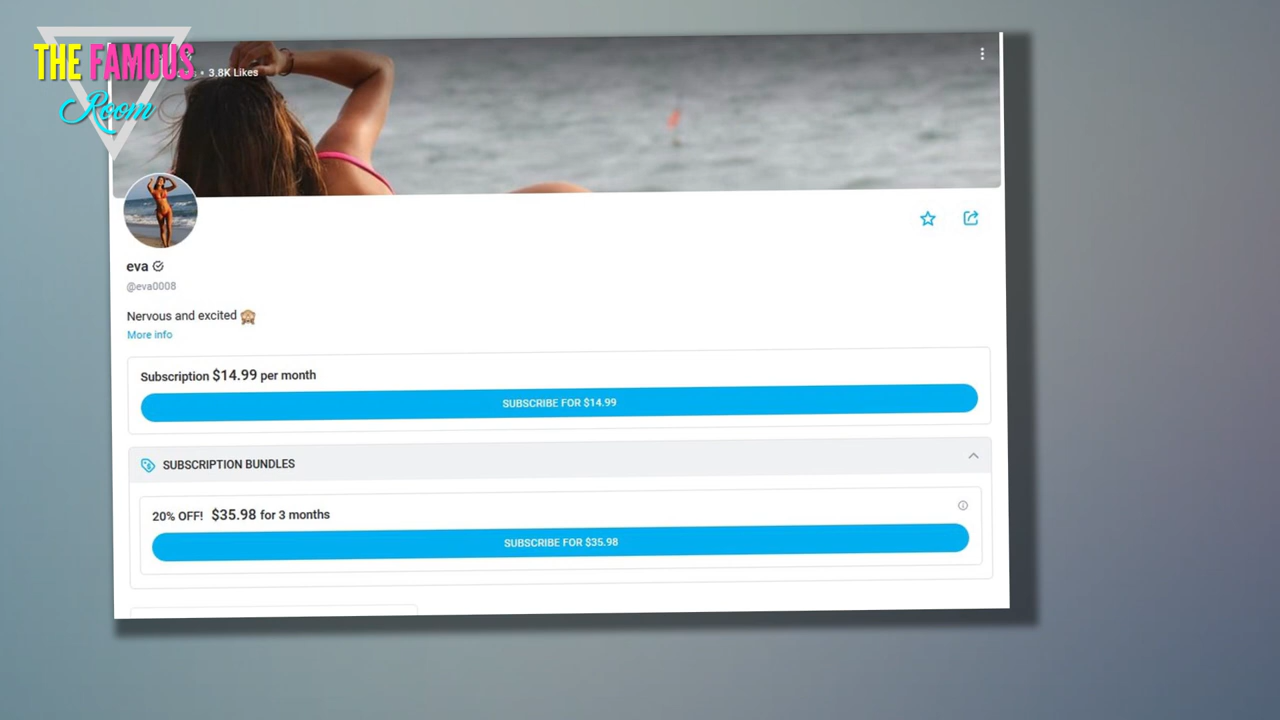 THE FAMOUS
Room
• 3.8K Likes
eva
@eva0008
Nervous and excited
More info
Subscription $14.99 per month
SUBSCRIBE FOR $14.99
SUBSCRIPTION BUNDLES
20% OFF! $35.98 for 3 months
SUBSCRIBE FOR $35.98